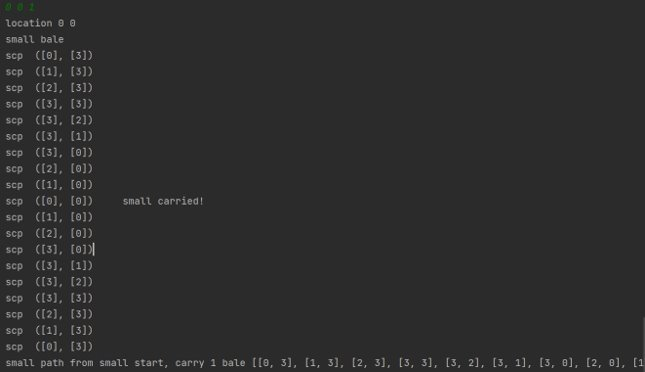 0 0 1
location 0 0
small bale
scp  ([0], [3])
scp  ([1], [3])
scp  ([2], [3])
scp  ([3], [3])
scp  ([3], [2])
scp  ([3], [1])
scp  ([3], [0])
scp  ([2], [0])
scp  ([1], [0])
scp  ([0], [0])     small carried!
scp  ([1], [0])
scp  ([2], [0])
scp  ([3], [0])
scp  ([3], [1])
scp  ([3], [2])
scp  ([3], [3])
scp  ([2], [3])
scp  ([1], [3])
scp  ([0], [3])
small path from small start, carry 1 bale [[0, 3], [1, 3], [2, 3], [3, 3], [3, 2], [3, 1], [3, 0], [2, 0], [1